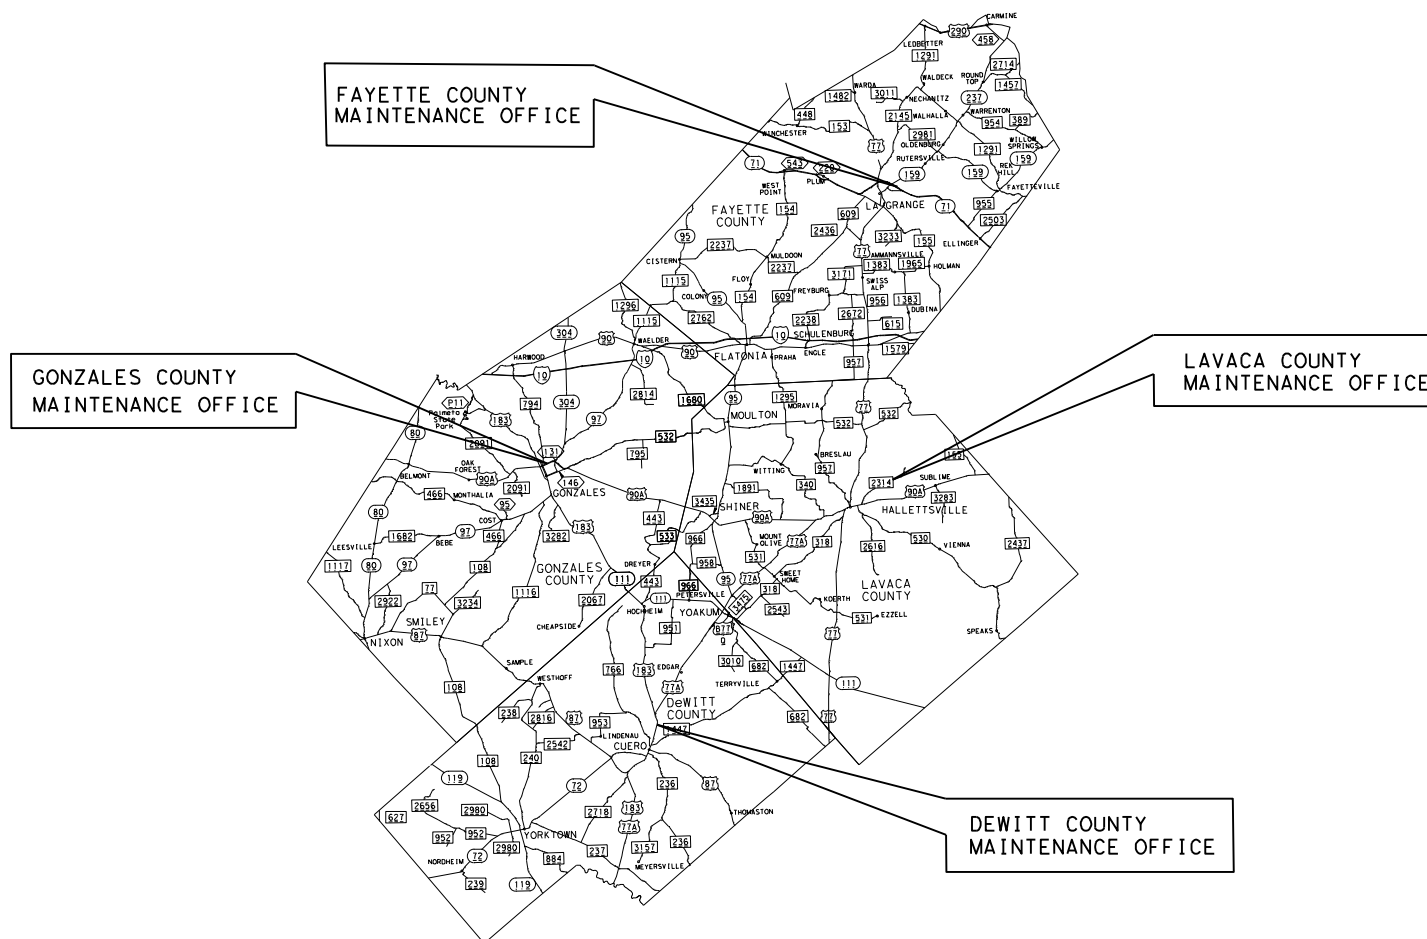 CARMINE
290
458
LEDBETTER
1291
2714
WALDECK
ROUND
TOP
1457
FAYETTE COUNTY
MAINTENANCE OFFICE
WARDA
1482
3011
NECHANITZ
237
448
2145
WALHALLA
WARRENTON
954
389
WINCHESTER
153
2981
WILLOW
SPRINGS
77
OLDENBURG
1291
RUTERSVILLE
159
71
543
220
REK
HILL
159
159
WEST
POINT
PLUM
FAYETTEVILLE
LA GRANGE
71
955
FAYETTE
COUNTY
154
609
2503
95
2436
3233
155
ELLINGER
2237
77
AMMANNSVILLE
CISTERN
MULDOON
2237
1383
1965
HOLMAN
1115
FLOY
3171
SWISS
ALP
COLONY
95
154
609
FREYBURG
956
1383
1296
DUBINA
1115
2762
2238
2672
615
304
90
10
SCHULENBURG
WAELDER
90
FLATONIA
PRAHA
ENGLE
957
1579
HARWOOD
10
10
LAVACA COUNTY
MAINTENANCE OFFICE
GONZALES COUNTY
MAINTENANCE OFFICE
P11
Palmeto
State
Park
794
304
2814
1680
95
1295
MORAVIA
77
183
97
MOULTON
532
532
80
2091
532
131
795
BRESLAU
957
155
OAK
FOREST
BELMONT
90A
WITTING
SUBLIME
466
2091
146
340
2314
90A
3283
MONTHALIA
95
GONZALES
90A
1891
3435
SHINER
HALLETTSVILLE
80
COST
443
90A
97
183
1682
466
3282
533
966
MOUNT
OLIVE
77A
318
530
LEESVILLE
BEBE
2616
VIENNA
2437
1117
80
97
108
DREYER
958
531
SWEET
HOME
GONZALES
COUNTY
111
443
95
77A
LAVACA
COUNTY
77
1116
966
318
2922
3234
2067
111
PETERSVILLE
3475
KOERTH
HOCHHEIM
YOAKUM
2543
SMILEY
CHEAPSIDE
951
B77
531
EZZELL
NIXON
87
77
SPEAKS
SAMPLE
766
183
EDGAR
3010
682
1447
WESTHOFF
TERRYVILLE
108
77A
111
DeWITT
COUNTY
238
2816
87
953
682
77
1447
LINDENAU
2542
CUERO
108
240
119
72
236
87
2656
2980
2718
183
THOMASTON
627
77A
952
952
YORKTOWN
236
2980
237
3157
NORDHEIM
72
884
MEYERSVILLE
239
119
DEWITT COUNTY
MAINTENANCE OFFICE